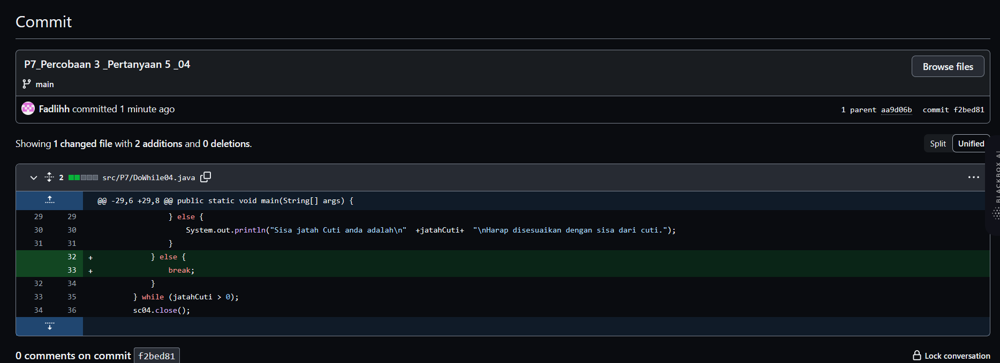 Commit
P7_Percobaan 3 _Pertanyaan 5 _04
Browse files
main
Fadlihh committed 1 minute ago
1 parent aa9d06b commit f2bed81
Showing 1 changed file with 2 additions and 0 deletions.
Split Unified
BLACKBOX AI
2 src/P7/DoWhile04.java
@@ -29,6 +29,8 @@ public static void main(String[] args) {
29 29 } else {
30 30 System.out.println("Sisa jatah Cuti anda adalah\n" +jatahCuti+ "\nHarap disesuaikan dengan sisa dari cuti.");
31 31 }
32 + } else {
33 + break;
32 34 }
33 35 } while (jatahCuti > 0);
34 36 sc04.close();
0 comments on commit f2bed81
Lock conversation